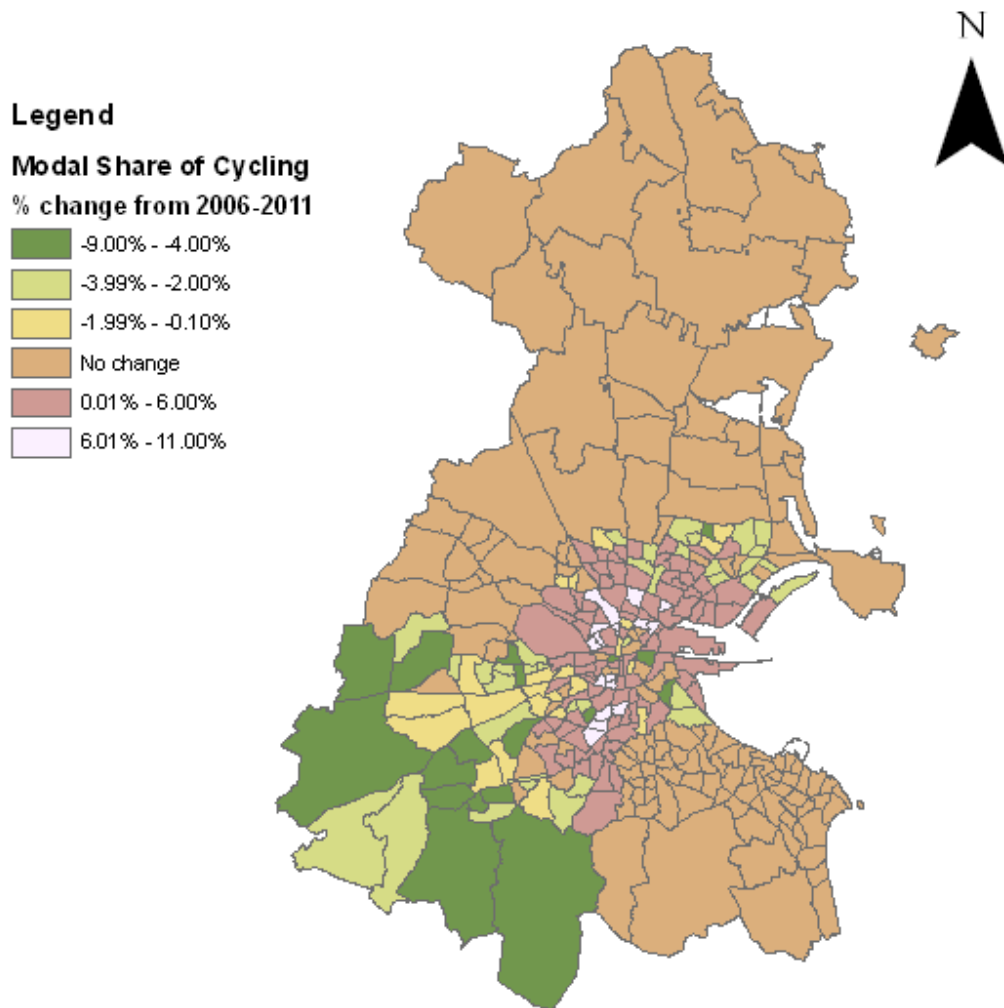 N
Legend
Modal Share of Cycling
% change from 2006-2011
-9.00% - -4.00%
-3.99% - -2.00%
-1.99% - -0.10%
No change
0.01% - 6.00%
6.01% - 11.00%